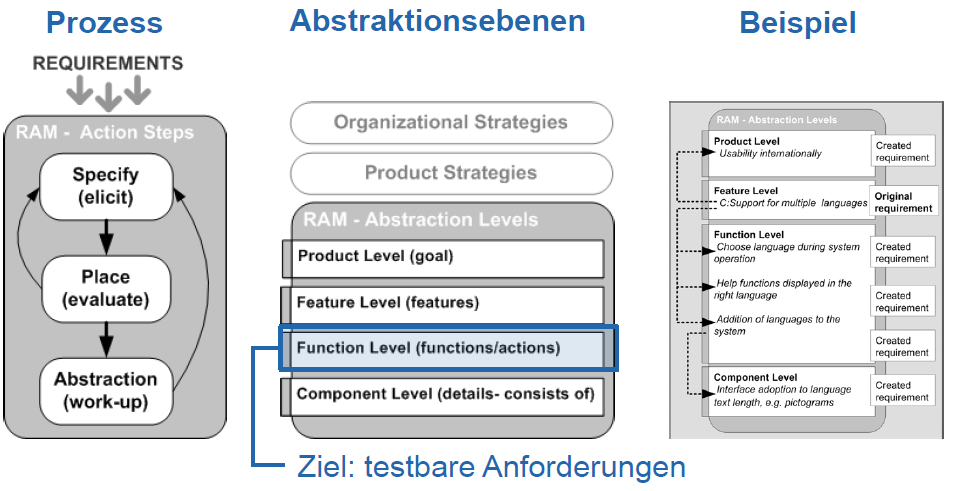 Prozess
REQUIREMENTS
RAM - Action Steps
Specify
(elicit)
Place
(evaluate)
Abstraction
(work-up)
Abstraktionsebenen
Organizational Strategies
Product Strategies
RAM - Abstraction Levels
Product Level (goal)
Feature Level (features)
Function Level (functions/actions)
Component Level (details- consists of)
Ziel: testbare Anforderungen
Beispiel
RAM - Abstraction Levels
Product Level
Usability internationally
Created
requirement
Feature Level
C:Support for multiple languages
Original
requirement
Function Level
Choose language during system
operation
Created
requirement
Help functions displayed in the
right language
Created
requirement
Addition of languages to the
system
Created
requirement
Component Level
Interface adoption to language
text length, e.g. pictograms
Created
requirement